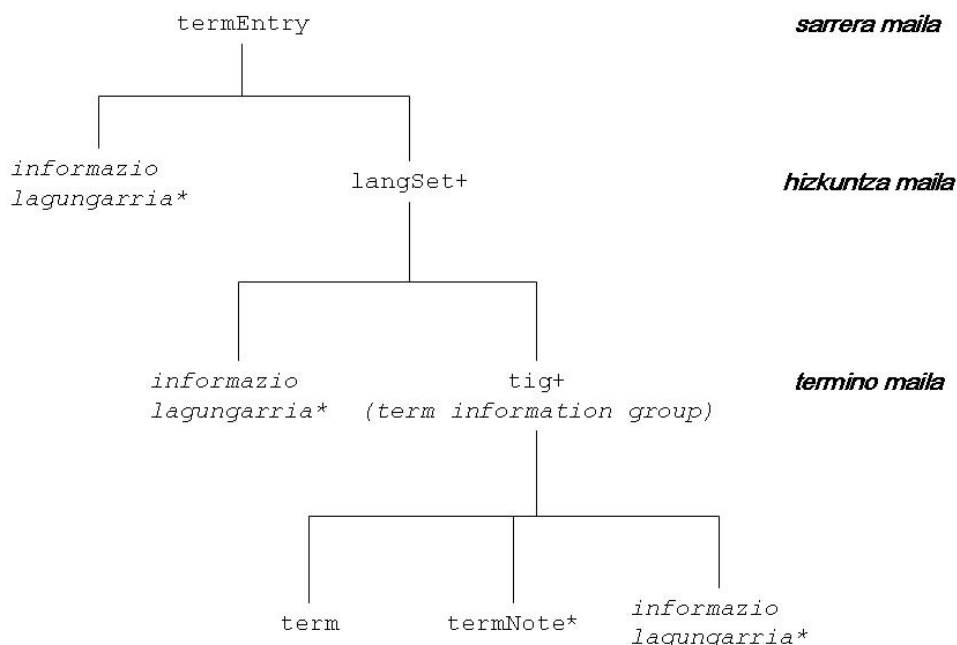 termEntry
sarrera maila
informazio
lagungarria*
langSet+
hizkuntza maila
informazio
lagungarria*
tig+
(term information group)
termino maila
term
termNote*
informazio
lagungarria*